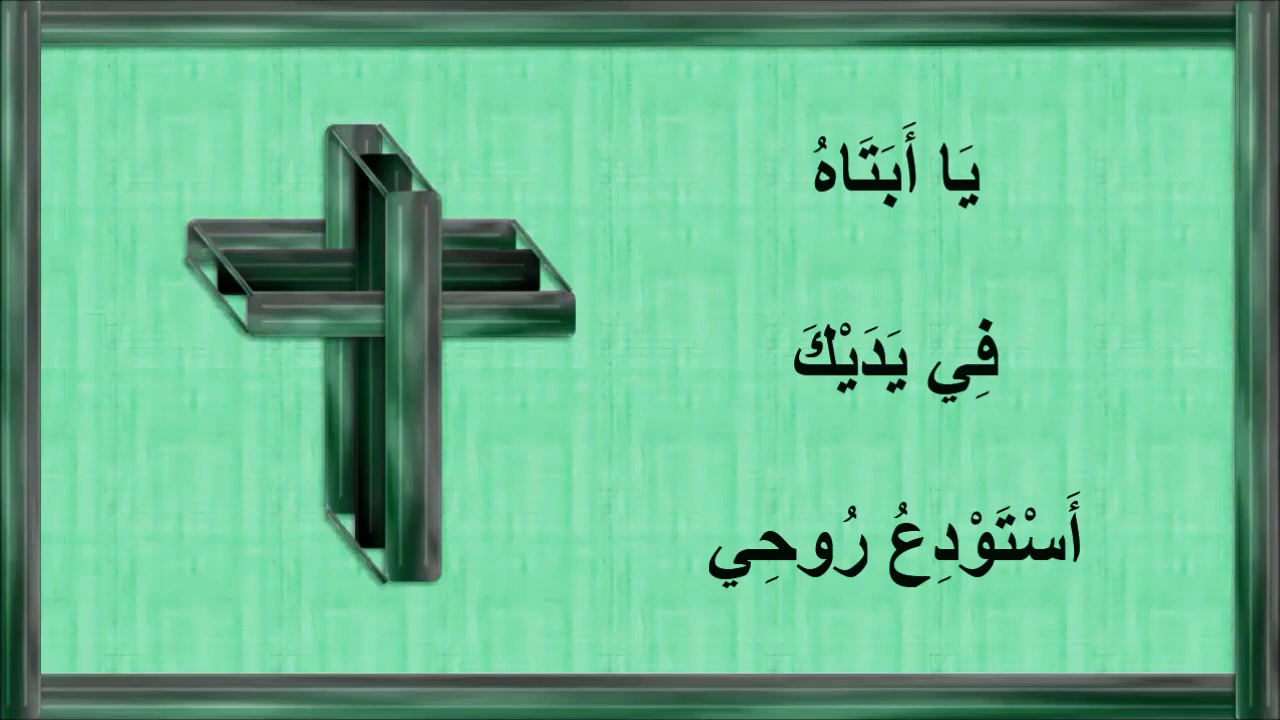 يَا أَبَتَاهُ
فِي يَدَيْكَ
أَسْتَوْدِعُ رُوحِي